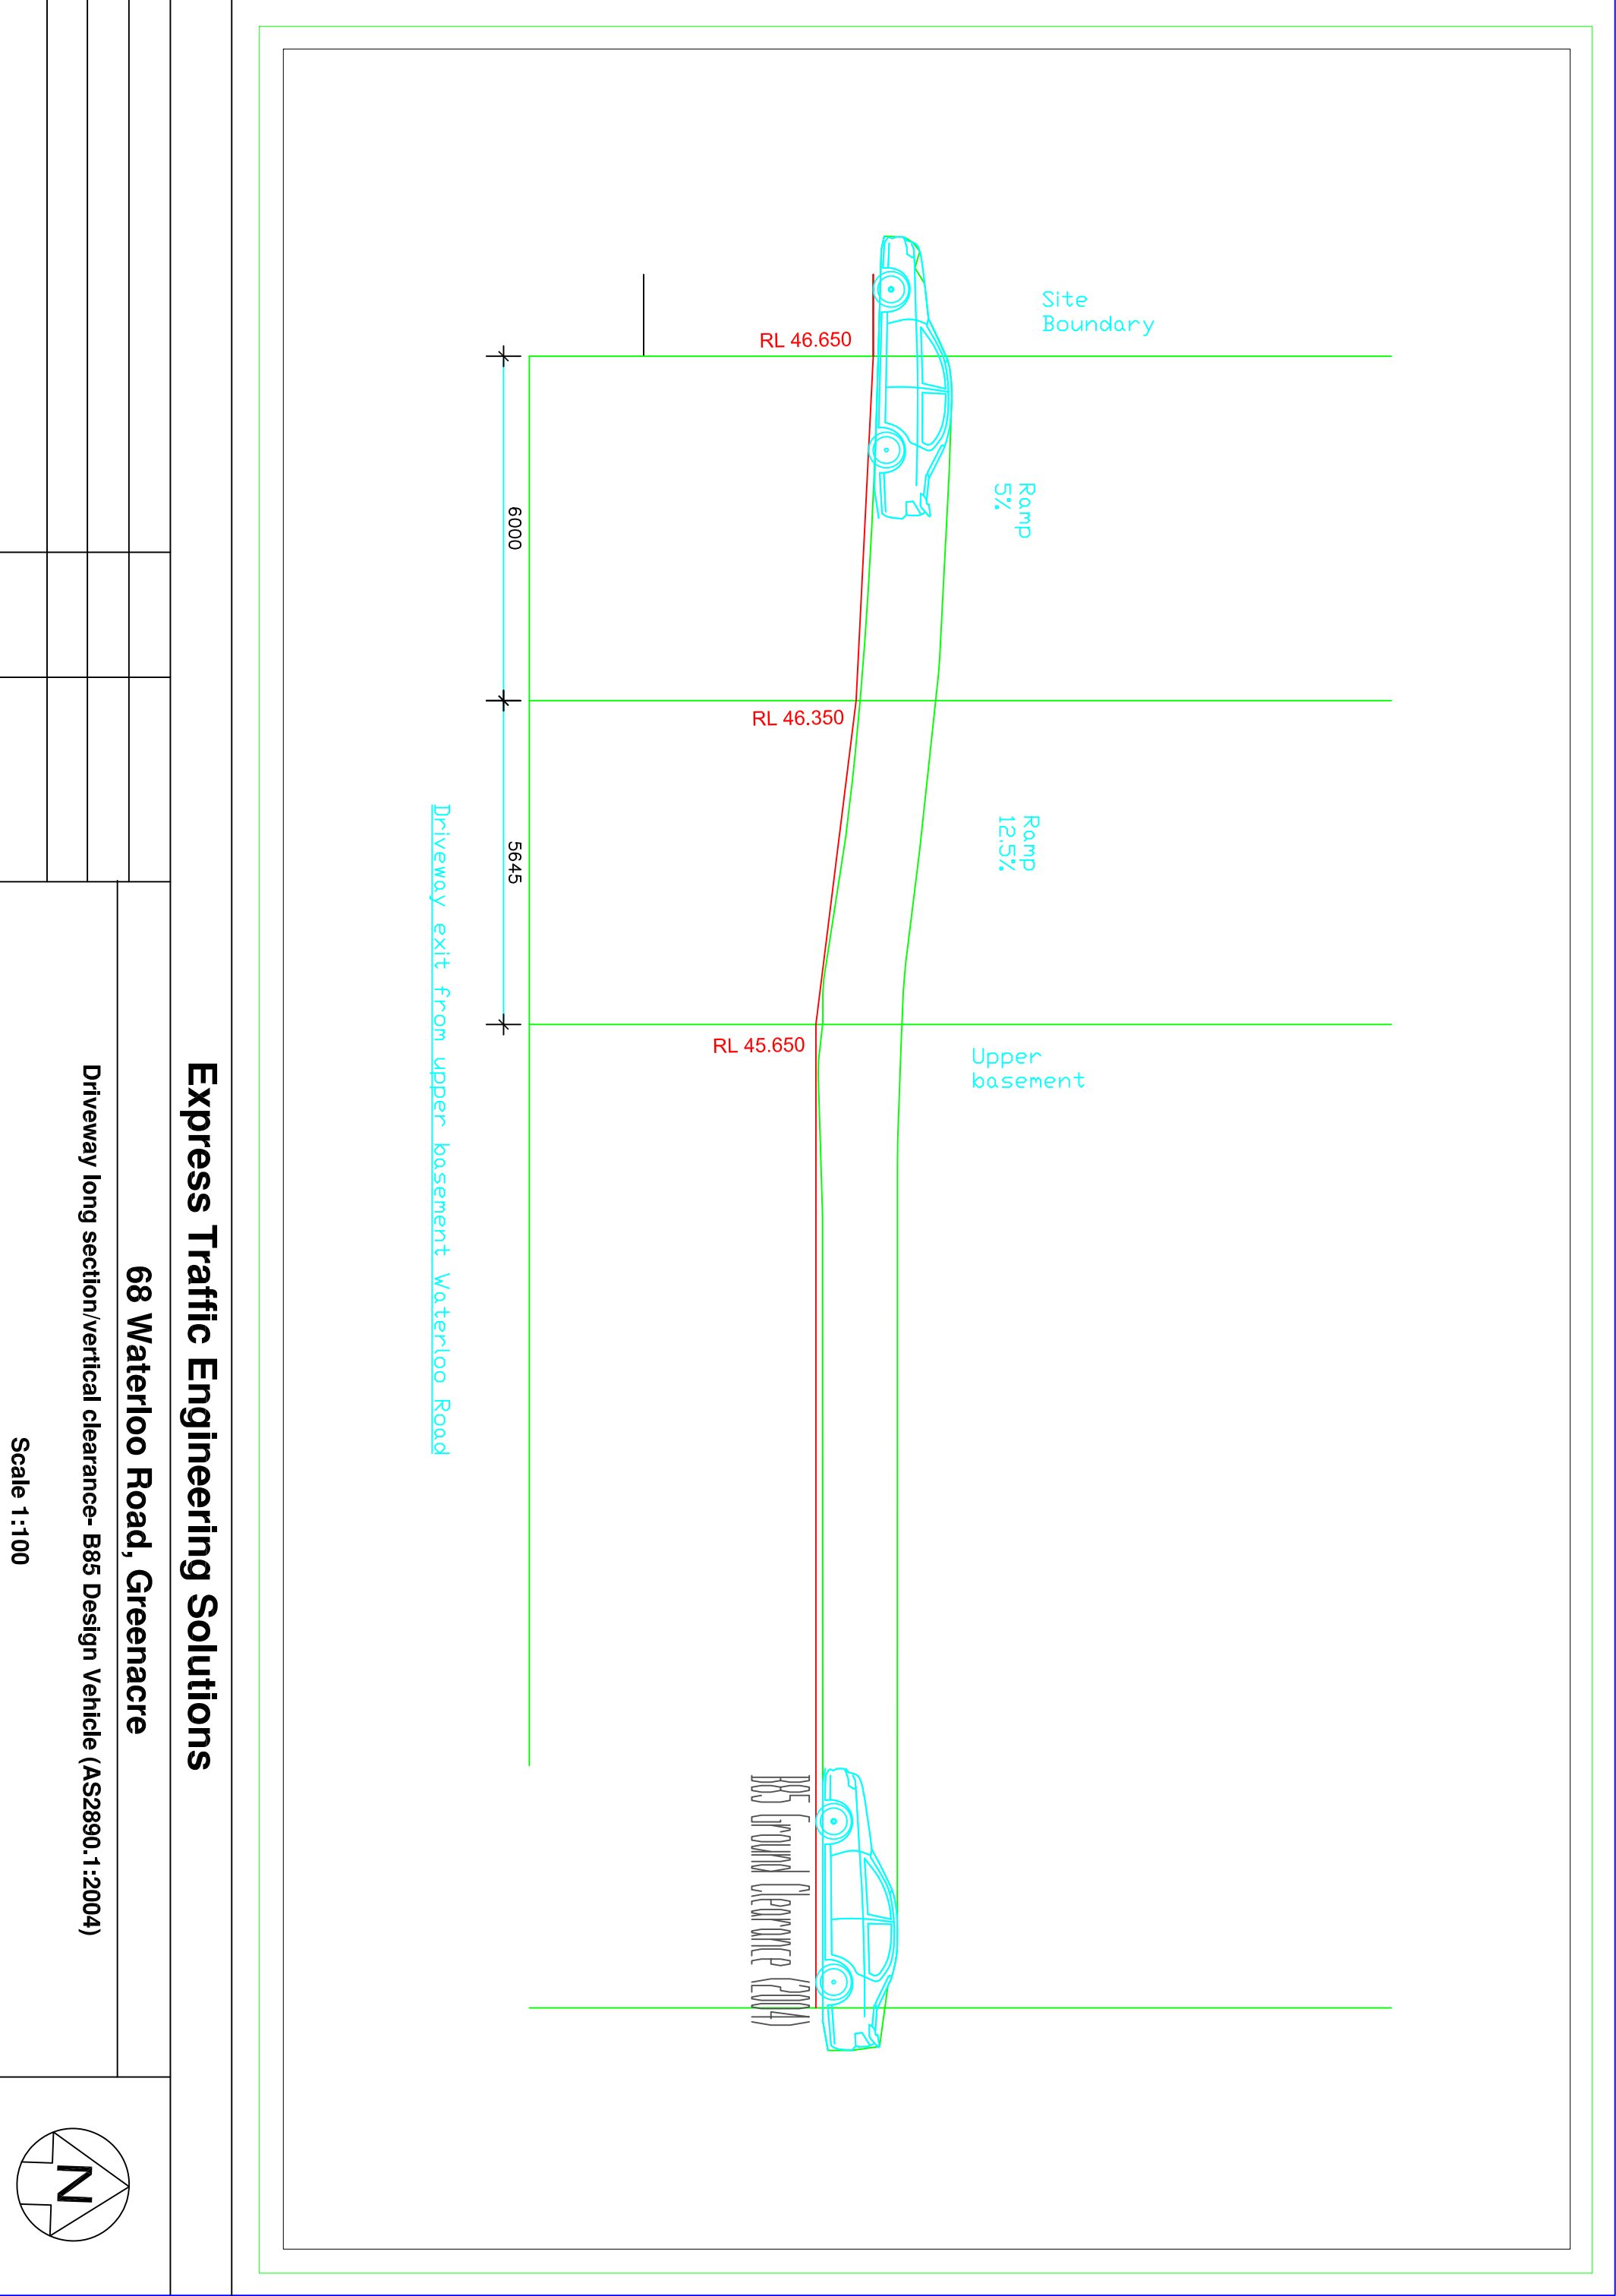 Site
Boundary
RL 46.650
Ramp
5%
6000
RL 46.350
Ramp
12.5%
5645
RL 45.650
Upper
basement
Driveway exit from upper basement Waterloo Road
B85 Ground Clearance (2004)
Express Traffic Engineering Solutions
68 Waterloo Road, Greenacre
Driveway long section/vertical clearance- B85 Design Vehicle (AS2890.1:2004)
Scale 1:100
N